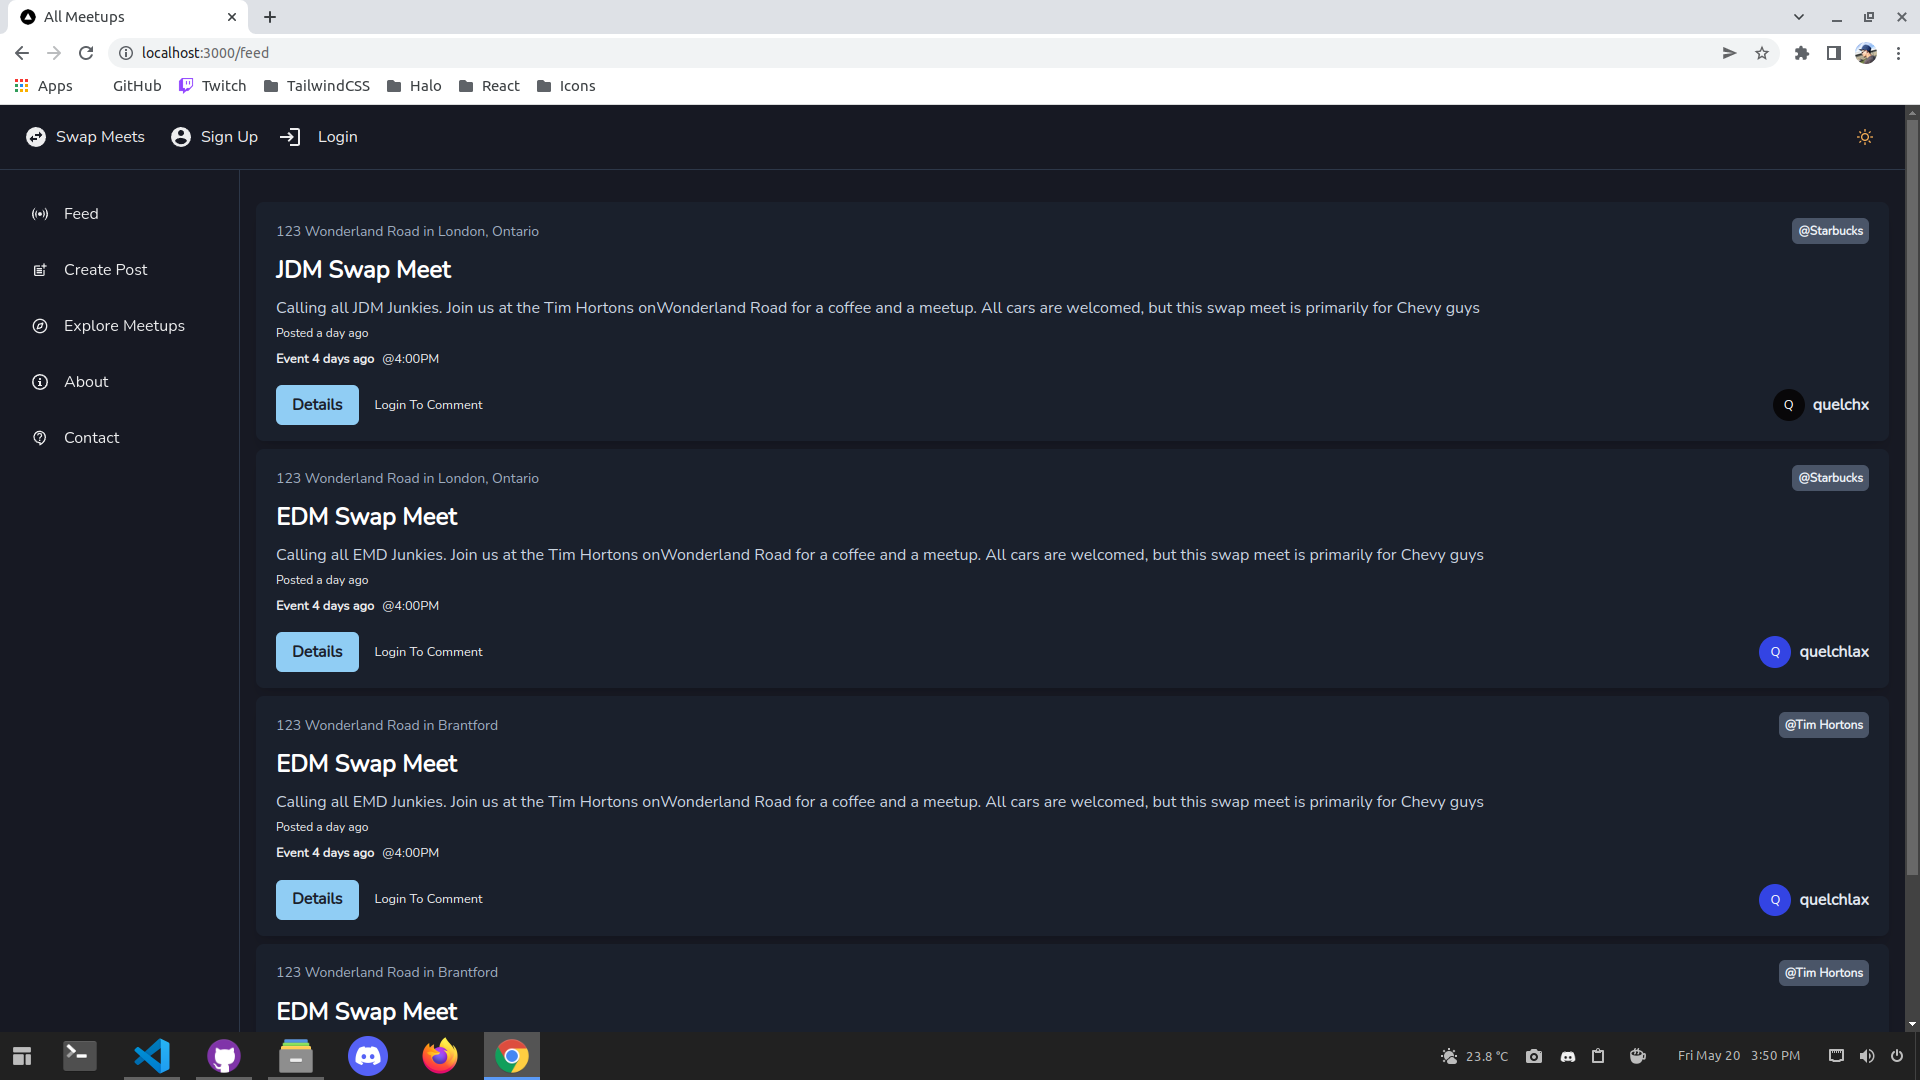 All Meetups
localhost:3000/feed
Apps GitHub Twitch TailwindCSS Halo React Icons
Swap Meets Sign Up Login
Feed
Create Post
Explore Meetups
About
Contact
123 Wonderland Road in London, Ontario @Starbucks
JDM Swap Meet
Calling all JDM Junkies. Join us at the Tim Hortons onWonderland Road for a coffee and a meetup. All cars are welcomed, but this swap meet is primarily for Chevy guys
Posted a day ago
Event 4 days ago @4:00PM
Details Login To Comment Q quelchx
123 Wonderland Road in London, Ontario @Starbucks
EDM Swap Meet
Calling all EMD Junkies. Join us at the Tim Hortons onWonderland Road for a coffee and a meetup. All cars are welcomed, but this swap meet is primarily for Chevy guys
Posted a day ago
Event 4 days ago @4:00PM
Details Login To Comment Q quelchlax
123 Wonderland Road in Brantford @Tim Hortons
EDM Swap Meet
Calling all EMD Junkies. Join us at the Tim Hortons onWonderland Road for a coffee and a meetup. All cars are welcomed, but this swap meet is primarily for Chevy guys
Posted a day ago
Event 4 days ago @4:00PM
Details Login To Comment Q quelchlax
123 Wonderland Road in Brantford @Tim Hortons
EDM Swap Meet
23.8 °C Fri May 20 3:50 PM